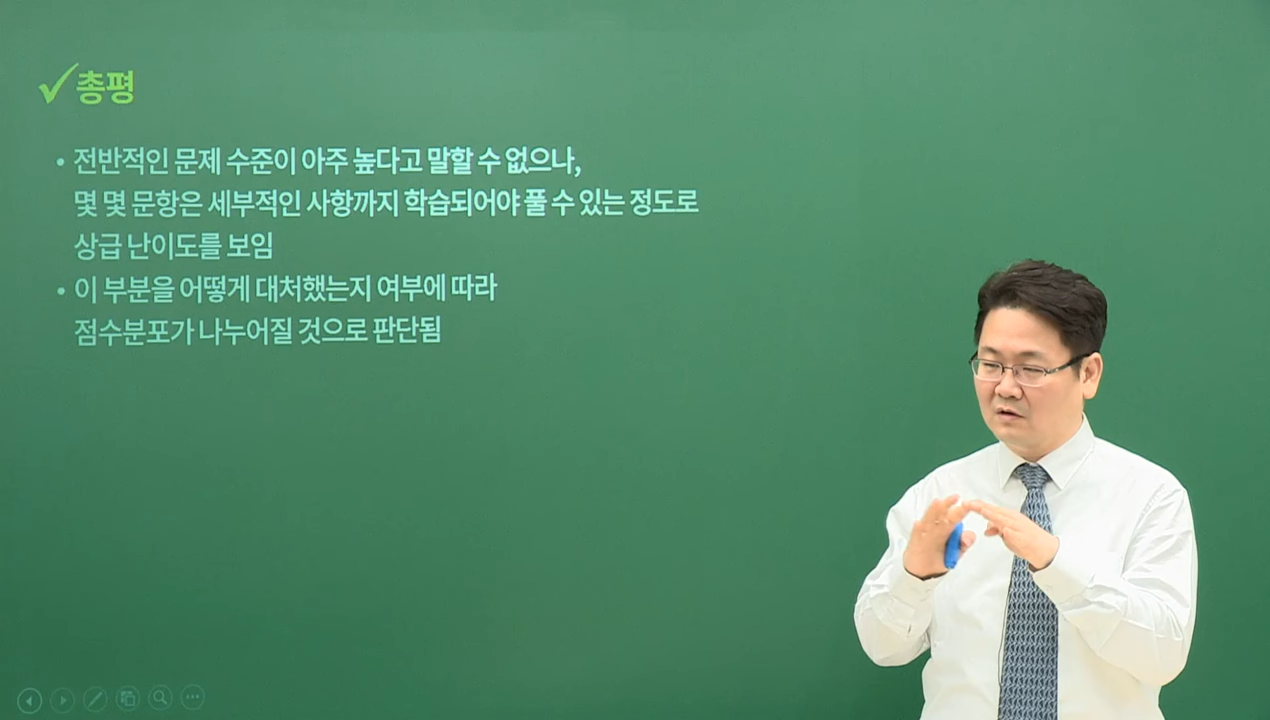 총평
• 전반적인 문제 수준이 아주 높다고 말할 수 없으나,
몇 몇 문항은 세부적인 사항까지 학습되어야 풀 수 있는 정도로
상급 난이도를 보임
• 이 부분을 어떻게 대처했는지 여부에 따라
점수분포가 나누어질 것으로 판단됨